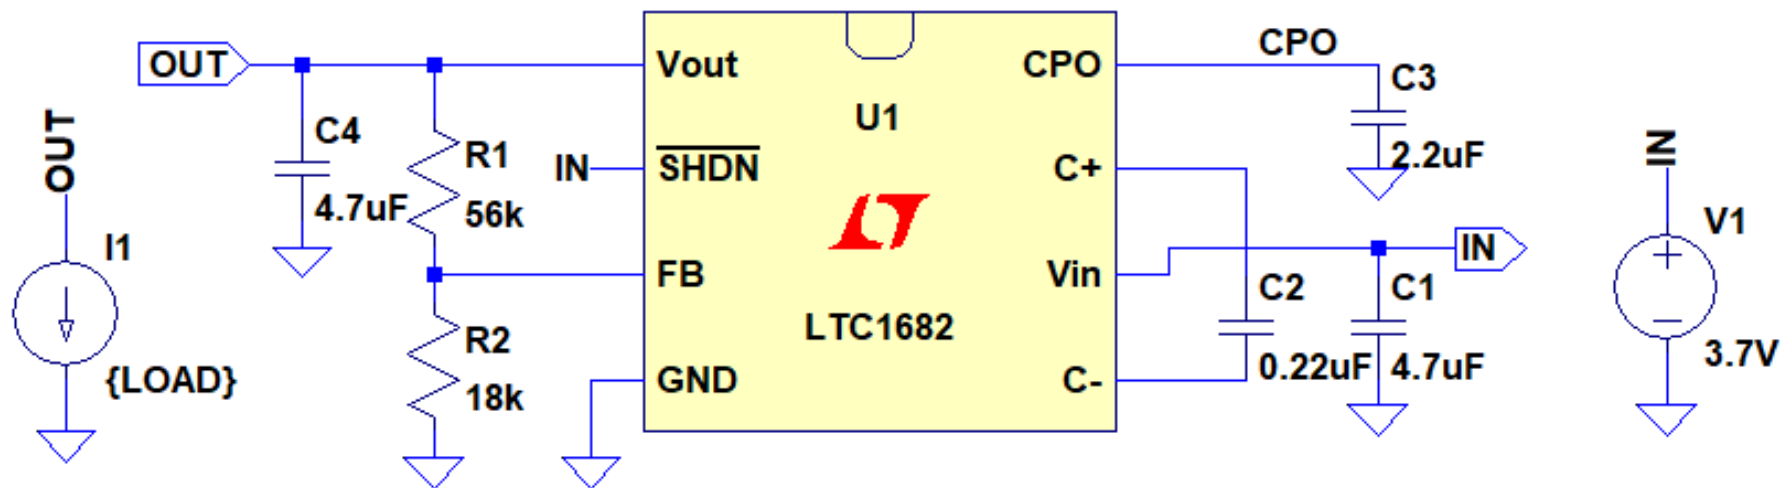 OUT
OUT
I1
{LOAD}
C4
4.7uF
R1
56k
R2
18k
IN
Vout
SHDN
FB
GND
U1
LTC1682
CPO
C+
Vin
C-
CPO
C3
2.2uF
C2
0.22uF
C1
4.7uF
IN
IN
V1
3.7V